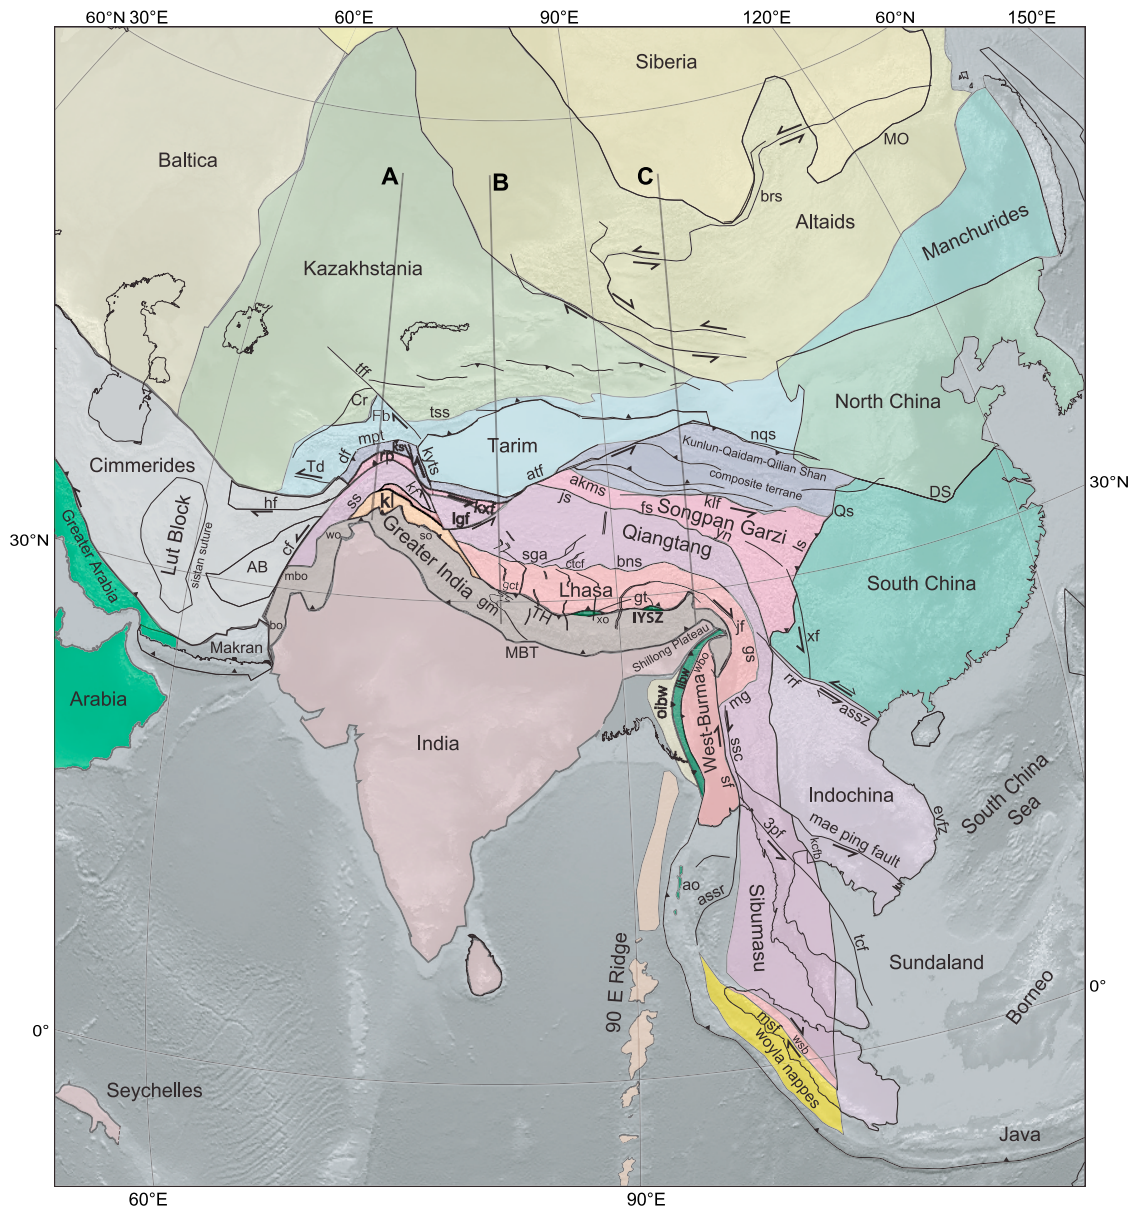 60°N 30°E
60°E
90°E
120°E
60°N
150°E
Siberia
MO
Baltica
A
B
C
brs
Altaids
Manchurides
Kazakhstania
tff
Cr
Fb
tss
North China
mpt
ks
Tarim
nqs
Kunlun-Qaidam-Qilian Shan
composite terrane
Cimmerides
Td
df
rp
kyts
atf
akms
DS
30°N
hf
ss
kl
kf
lgf
kxf
js
fs
klf
Songpan Garzi
yn
Qs
ls
Greater Arabia
Lut Block
sistan suture
cf
wo
so
Qiangtang
30°N
AB
mbo
Greater India
sga
ctcf
bns
South China
gct
Lhasa
gt
gm
TH
xo
IYSZ
jf
xf
bo
Makran
MBT
Shillong Plateau
gs
Arabia
wbo
iibw
oibw
West-Burma
mg
rrf
assz
India
ssc
sf
Indochina
South China
Sea
evfz
3pf
mae ping fault
kcfb
ao
assr
Sibumasu
tcf
90 E Ridge
Sundaland
Borneo
0°
0°
msf
wsb
woyla nappes
Seychelles
Java
60°E
90°E